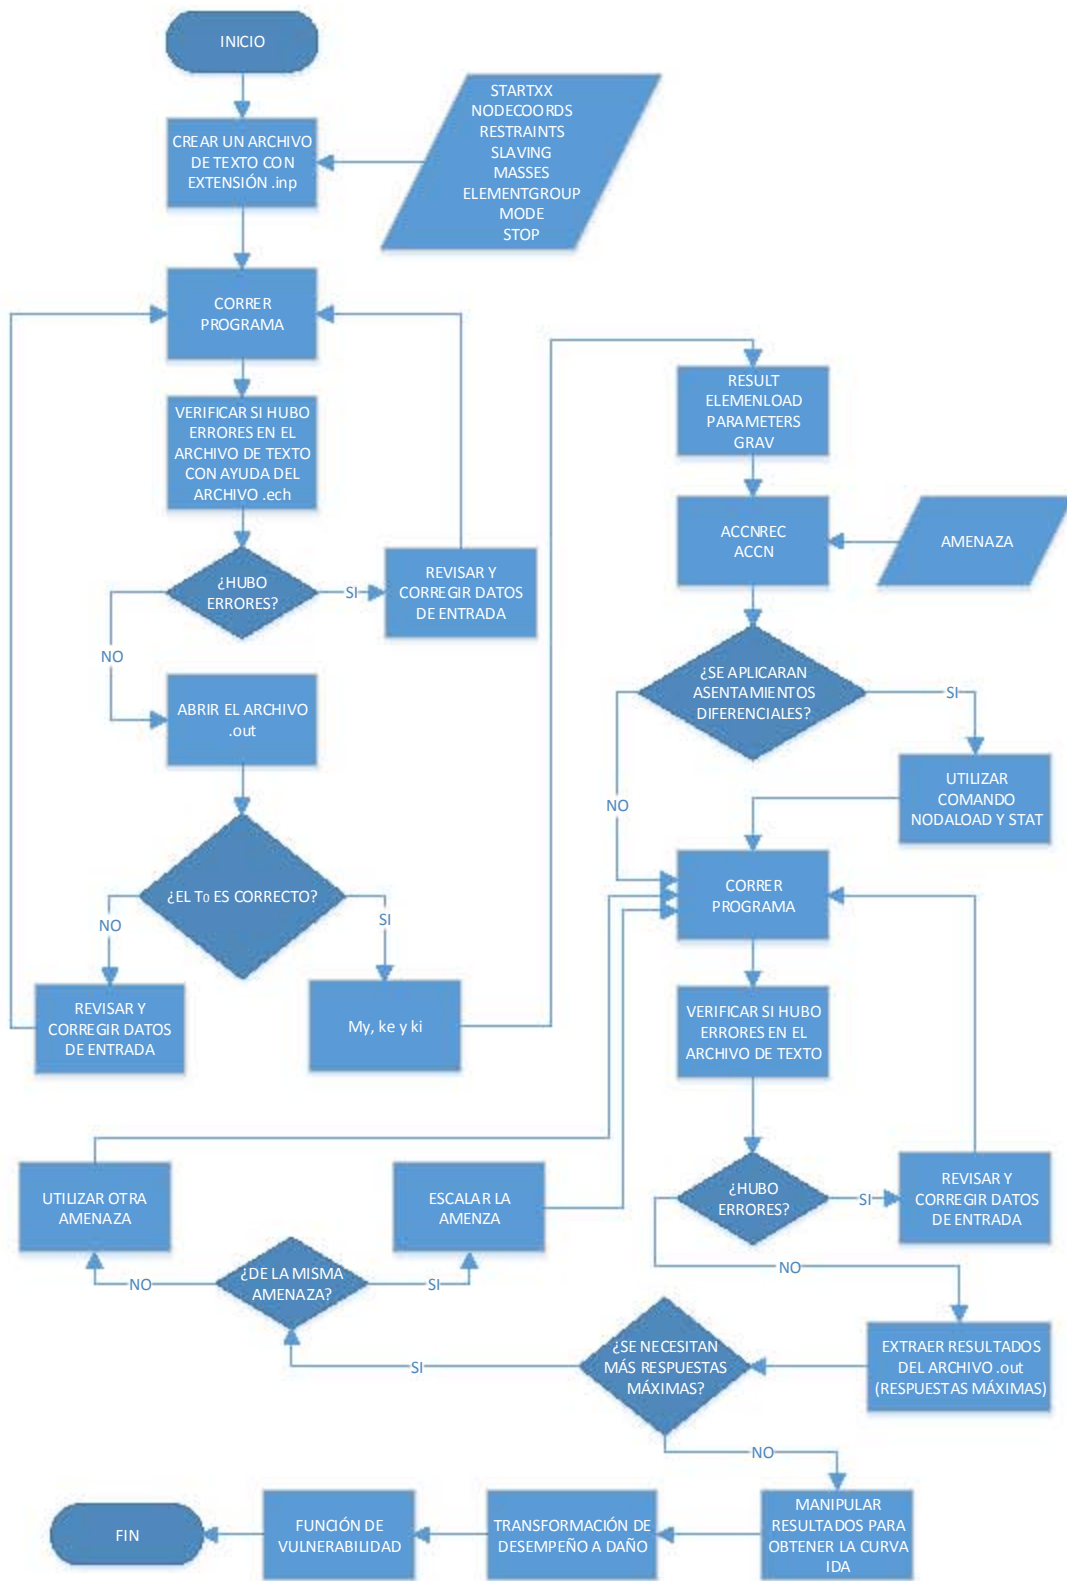 INICIO
STARTXX
NODECOORDS
RESTRAINTS
SLAVING
MASSES
ELEMENTGROUP
MODE
STOP
CREAR UN ARCHIVO
DE TEXTO CON
EXTENSIÓN .inp
CORRER
PROGRAMA
VERIFICAR SI HUBO
ERRORES EN EL
ARCHIVO DE TEXTO
CON AYUDA DEL
ARCHIVO .ech
¿HUBO
ERRORES?
SI
REVISAR Y
CORREGIR DATOS
DE ENTRADA
NO
ABRIR EL ARCHIVO
.out
¿EL T0 ES CORRECTO?
NO
SI
REVISAR Y
CORREGIR DATOS
DE ENTRADA
My, ke y ki
RESULT
ELEMENLOAD
PARAMETERS
GRAV
ACCNREC
ACCN
AMENAZA
¿SE APLICARAN
ASENTAMIENTOS
DIFERENCIALES?
SI
NO
UTILIZAR
COMANDO
NODALOAD Y STAT
CORRER
PROGRAMA
VERIFICAR SI HUBO
ERRORES EN EL
ARCHIVO DE TEXTO
¿HUBO
ERRORES?
SI
REVISAR Y
CORREGIR DATOS
DE ENTRADA
NO
EXTRAER RESULTADOS
DEL ARCHIVO .out
(RESPUESTAS MÁXIMAS)
¿SE NECESITAN
MÁS RESPUESTAS
MÁXIMAS?
SI
¿DE LA MISMA
AMENAZA?
NO
SI
UTILIZAR OTRA
AMENAZA
ESCALAR LA
AMENZA
NO
MANIPULAR
RESULTADOS PARA
OBTENER LA CURVA
IDA
TRANSFORMACIÓN DE
DESEMPEÑO A DAÑO
FUNCIÓN DE
VULNERABILIDAD
FIN